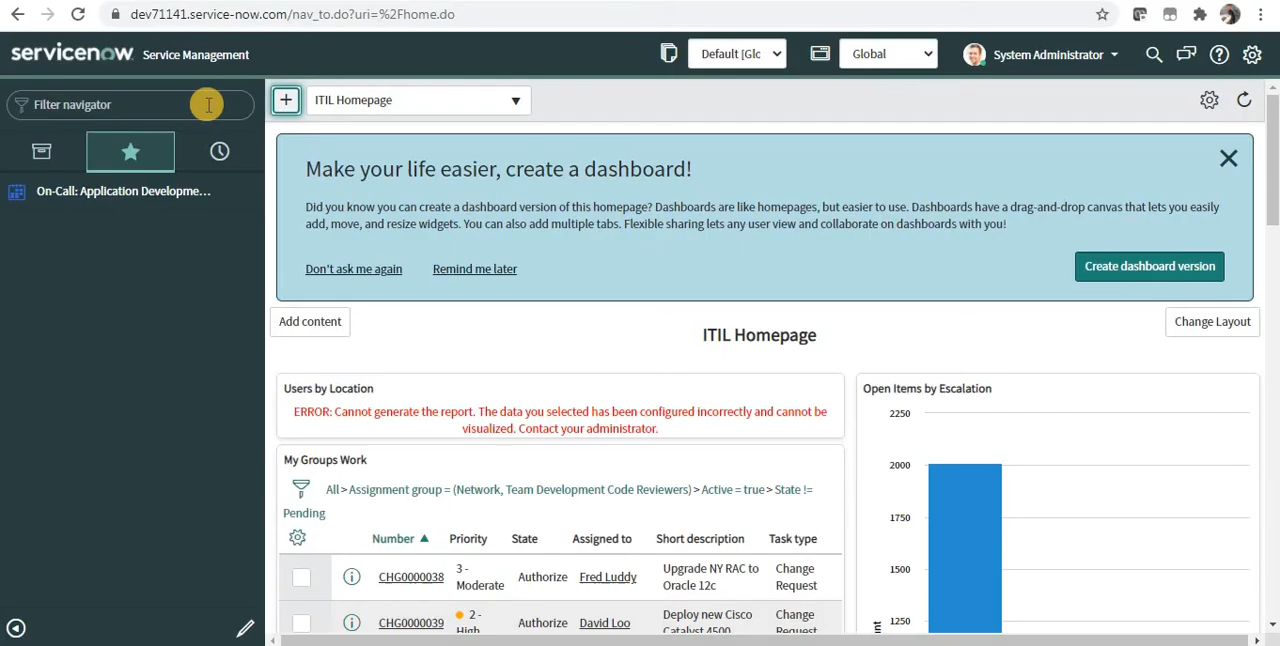 dev71141.service-now.com/nav_to.do?uri=%2Fhome.do
servicenow Service Management
Default [Glc
Global
System Administrator
Filter navigator
ITIL Homepage
On-Call: Application Developme...
Make your life easier, create a dashboard!
Did you know you can create a dashboard version of this homepage? Dashboards are like homepages, but easier to use. Dashboards have a drag-and-drop canvas that lets you easily
add, move, and resize widgets. You can also add multiple tabs. Flexible sharing lets any user view and collaborate on dashboards with you!
Don't ask me again
Remind me later
Create dashboard version
Add content
ITIL Homepage
Change Layout
Users by Location
ERROR: Cannot generate the report. The data you selected has been configured incorrectly and cannot be
visualized. Contact your administrator.
My Groups Work
All > Assignment group = (Network, Team Development Code Reviewers) > Active = true > State !=
Pending
Number ▲ Priority State Assigned to Short description Task type
CHG0000038
3 -
Moderate
Authorize
Fred Luddy
Upgrade NY RAC to
Oracle 12c
Change
Request
CHG0000039
2 -
High
Authorize
David Loo
Deploy new Cisco
Catalyst 4500
Change
Request
Open Items by Escalation
2250
2000
1750
1500
1250